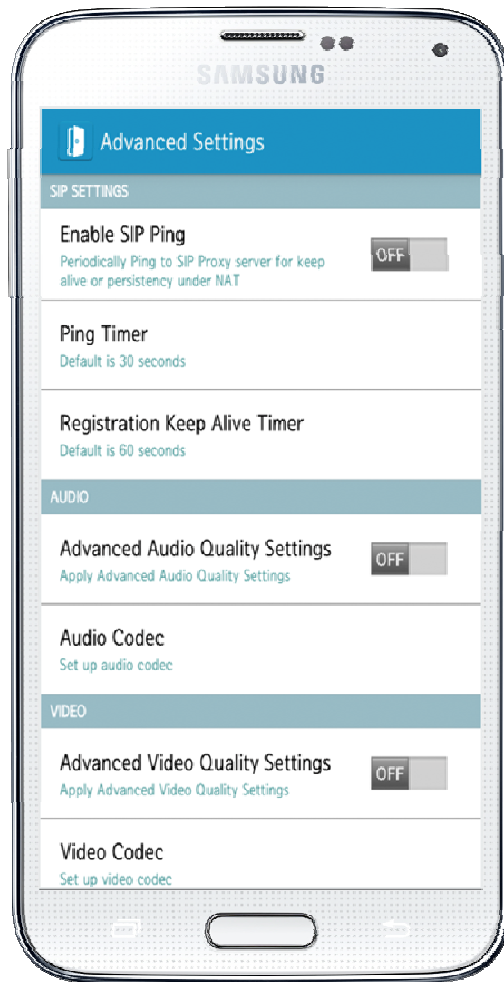 SAMSUNG
Advanced Settings
SIP SETTINGS
Enable SIP Ping
Periodically Ping to SIP Proxy server for keep
alive or persistency under NAT
OFF
Ping Timer
Default is 30 seconds
Registration Keep Alive Timer
Default is 60 seconds
AUDIO
Advanced Audio Quality Settings
Apply Advanced Audio Quality Settings
OFF
Audio Codec
Set up audio codec
VIDEO
Advanced Video Quality Settings
Apply Advanced Video Quality Settings
OFF
Video Codec
Set up video codec